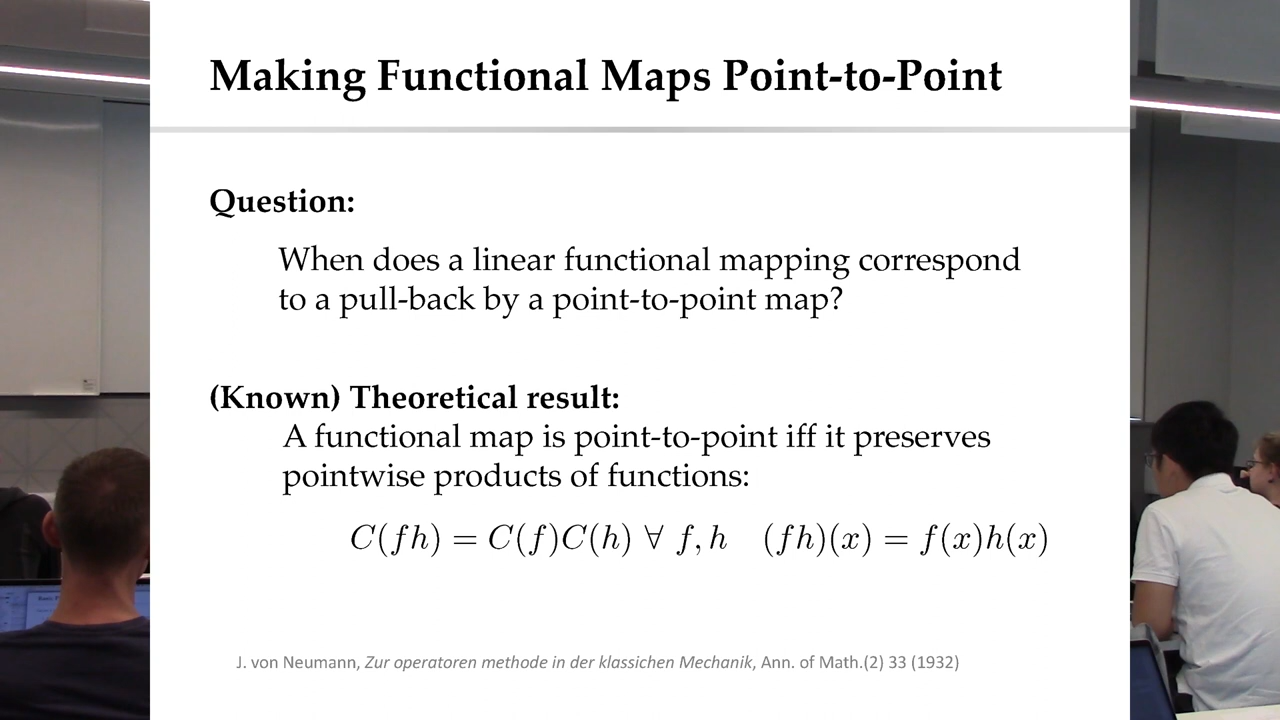 Making Functional Maps Point-to-Point
Question:
When does a linear functional mapping correspond
to a pull-back by a point-to-point map?
(Known) Theoretical result:
A functional map is point-to-point iff it preserves
pointwise products of functions:
C(fh) = C(f)C(h) ∀ f, h (fh)(x) = f(x)h(x)
J. von Neumann, Zur operatoren methode in der klassichen Mechanik, Ann. of Math.(2) 33 (1932)